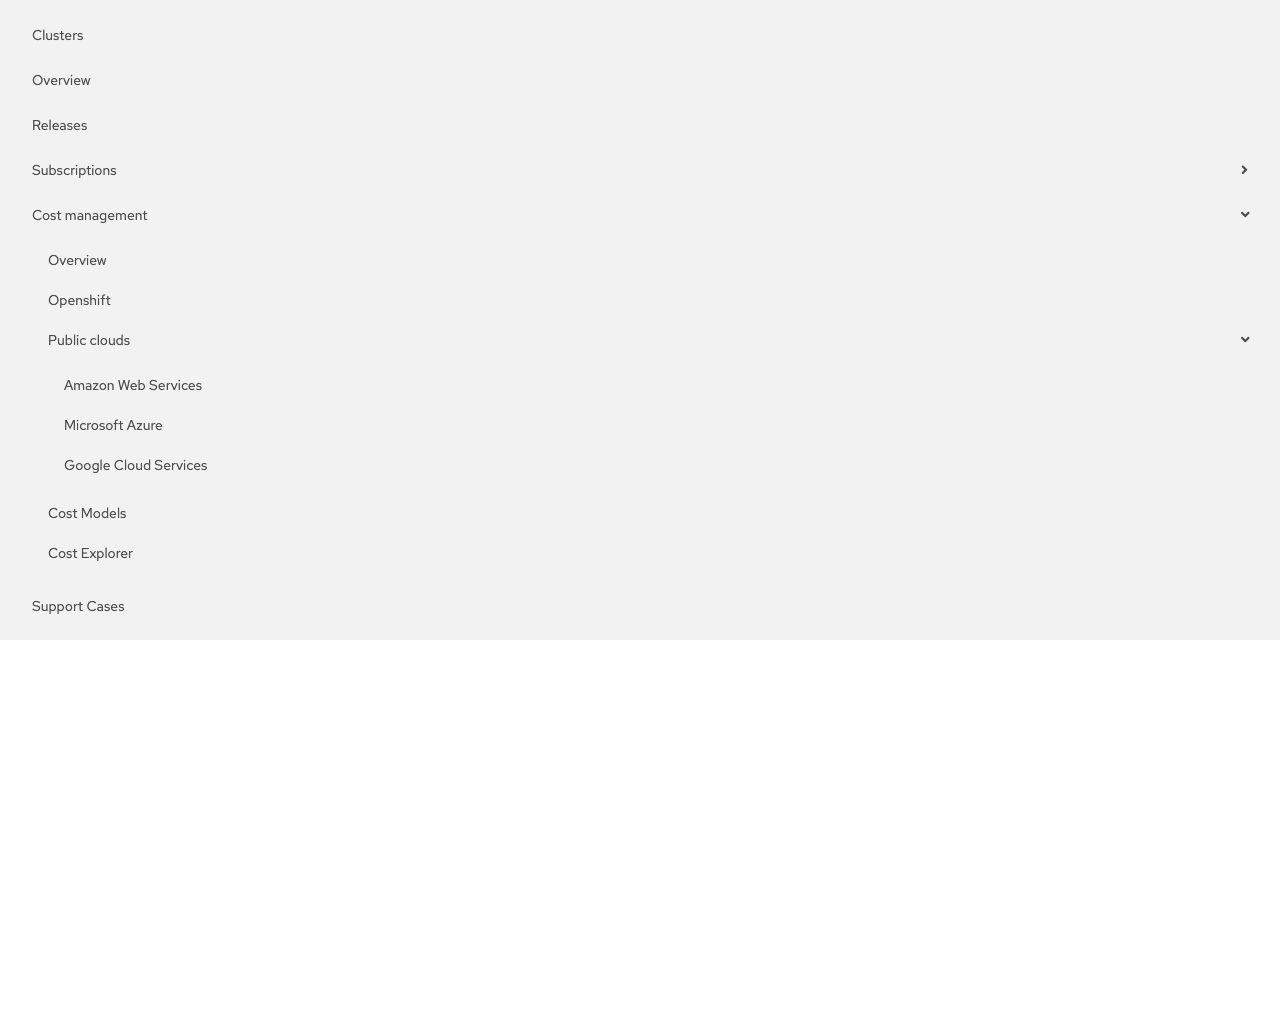 Clusters
Overview
Releases
Subscriptions
Cost management
Overview
Openshift
Public clouds
Amazon Web Services
Microsoft Azure
Google Cloud Services
Cost Models
Cost Explorer
Support Cases